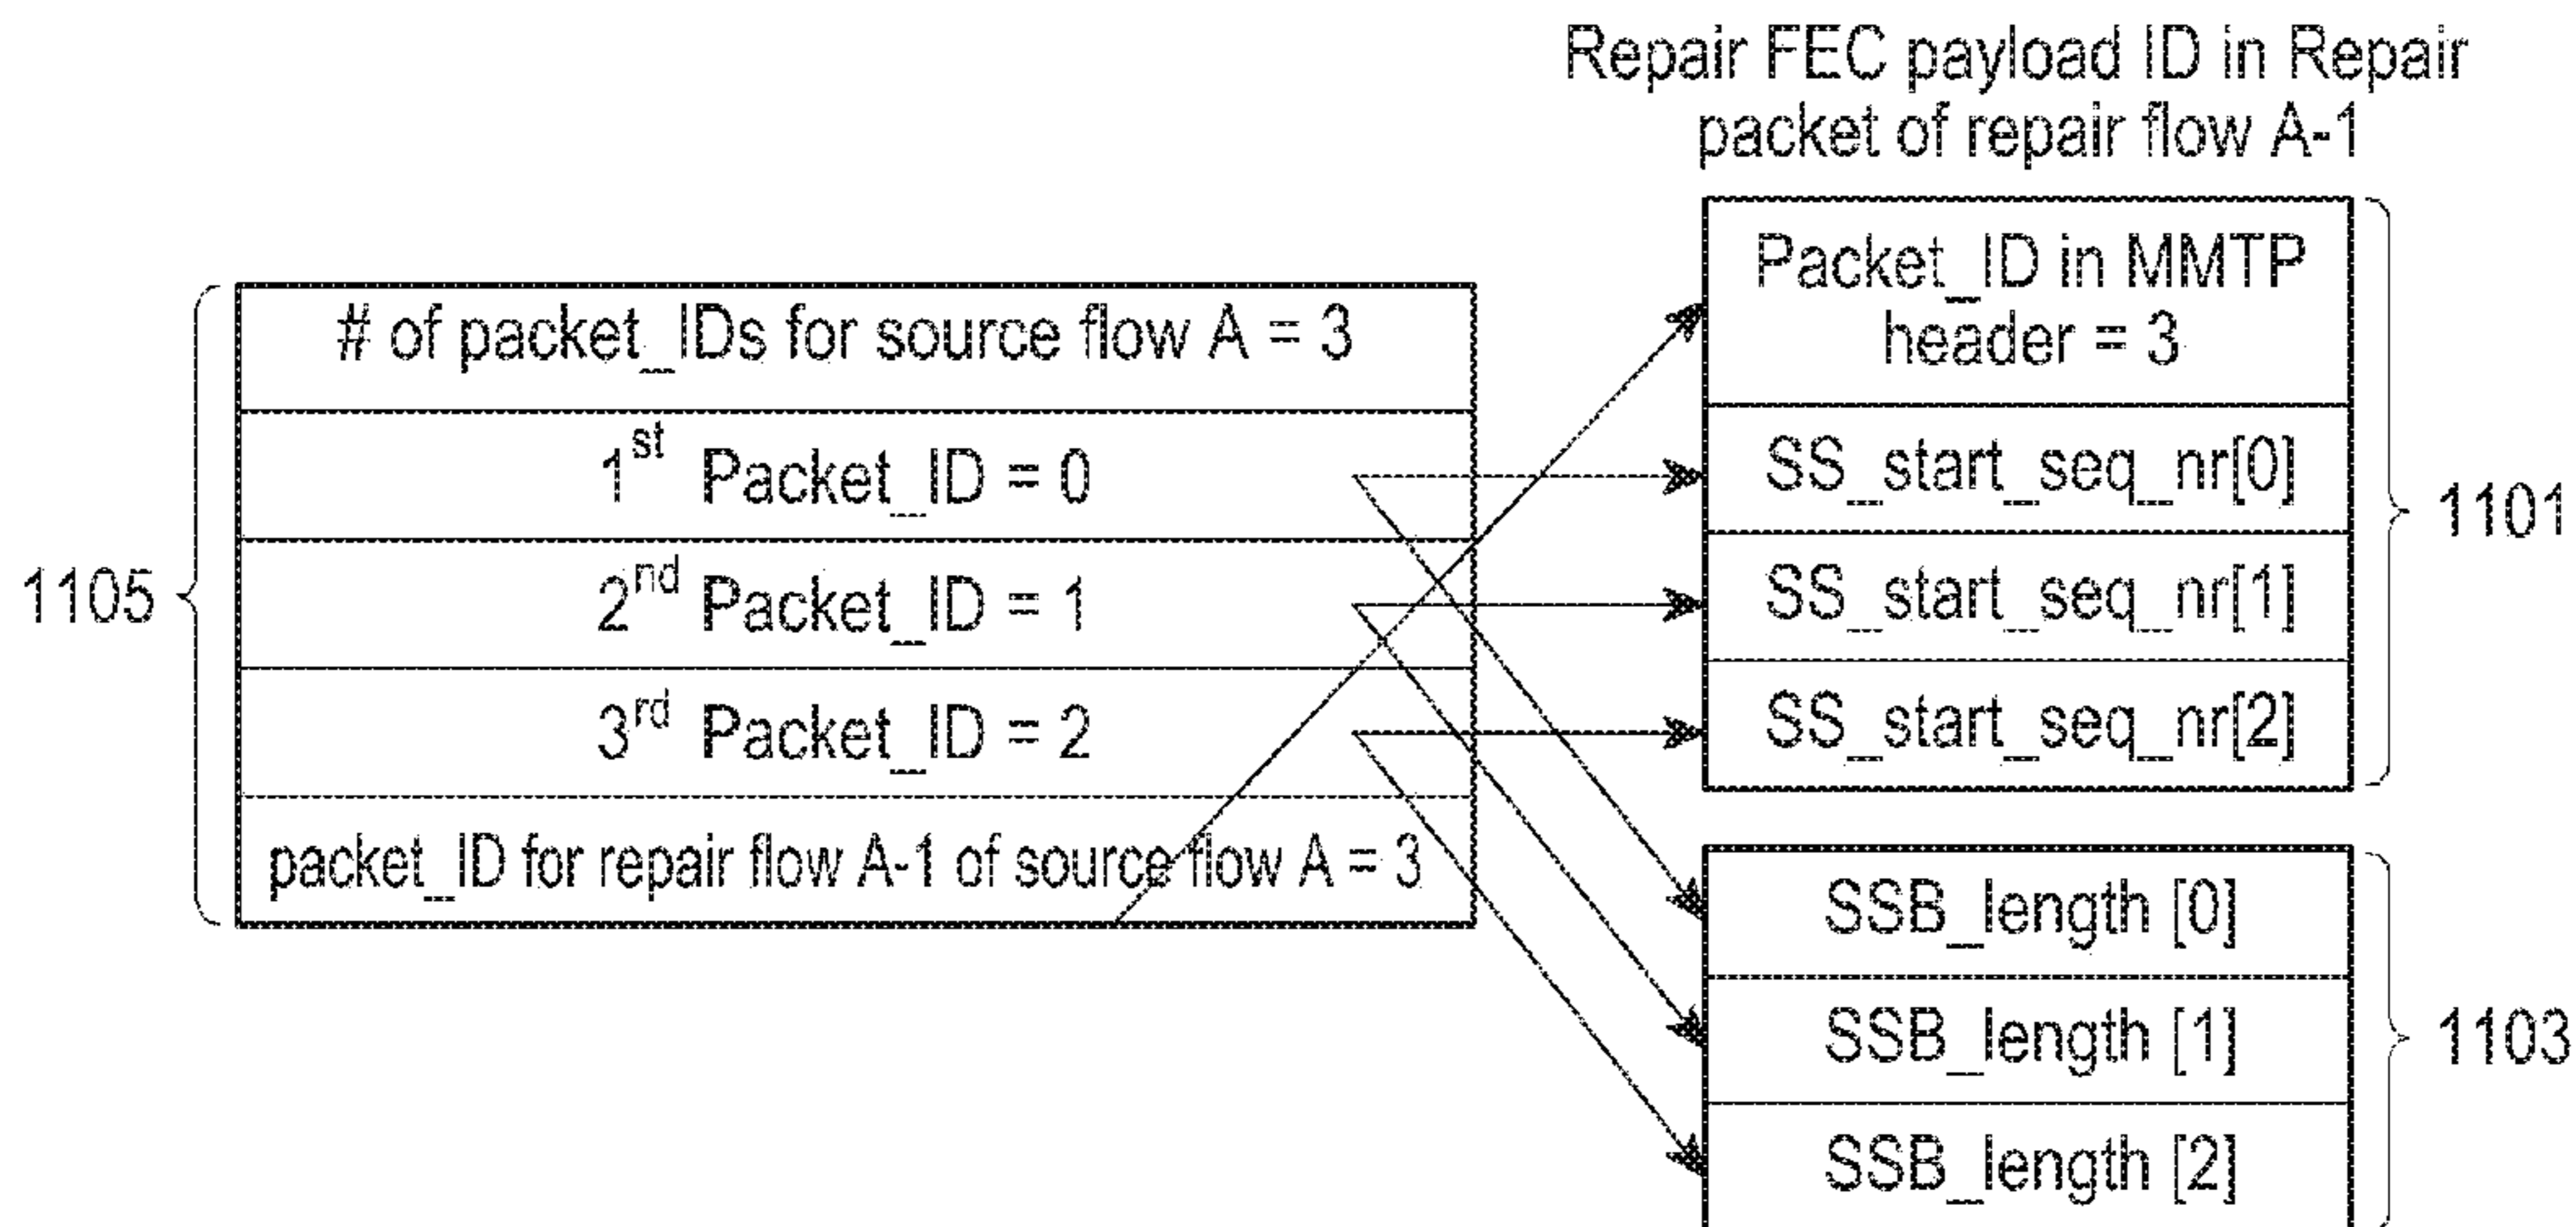 Repair FEC payload ID in Repair
packet of repair flow A-1
1105
# of packet_IDs for source flow A = 3
1st Packet_ID = 0
2nd Packet_ID = 1
3rd Packet_ID = 2
packet_ID for repair flow A-1 of source flow A = 3
Packet_ID in MMTP
header = 3
SS_start_seq_nr[0]
SS_start_seq_nr[1]
SS_start_seq_nr[2]
1101
SSB_length [0]
SSB_length [1]
SSB_length [2]
1103